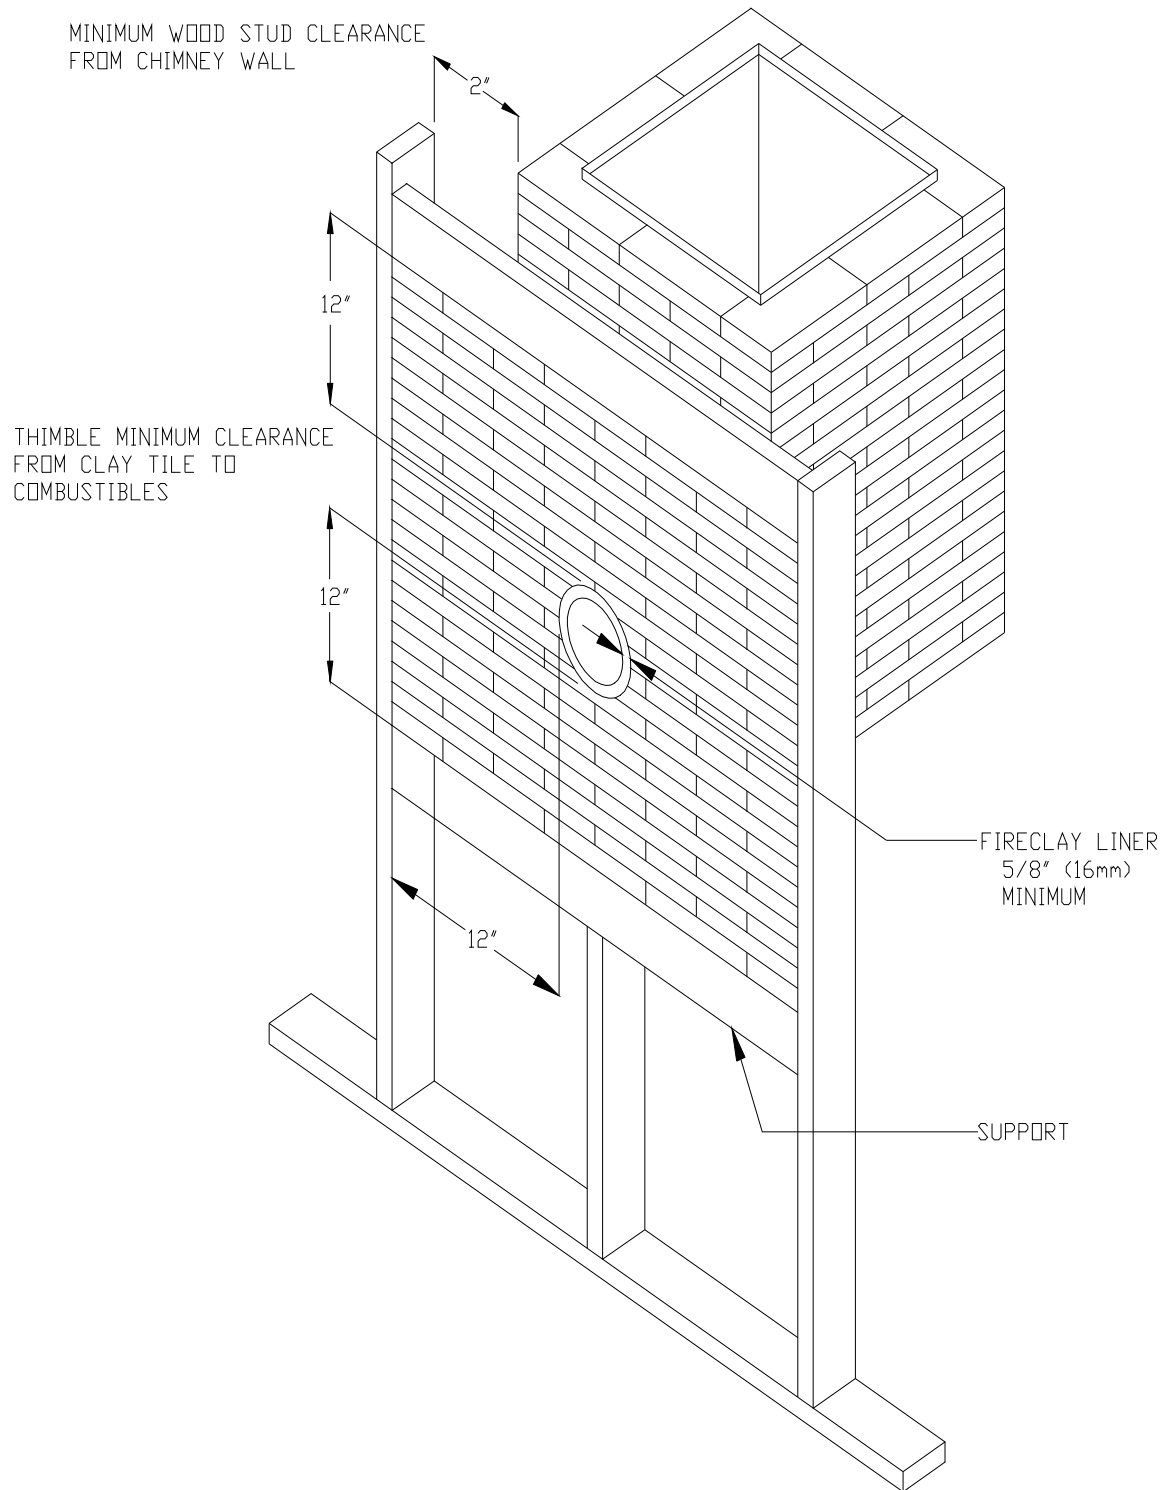 MINIMUM WOOD STUD CLEARANCE
FROM CHIMNEY WALL
2"
12"
THIMBLE MINIMUM CLEARANCE
FROM CLAY TILE TO
COMBUSTIBLES
12"
FIRECLAY LINER
5/8" (16mm)
MINIMUM
12"
SUPPORT